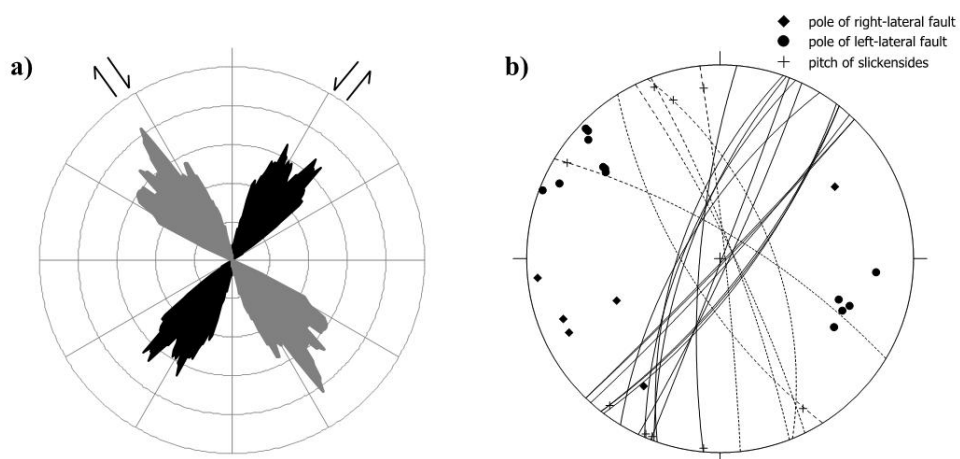 a)
b)
pole of right-lateral fault
pole of left-lateral fault
pitch of slickensides